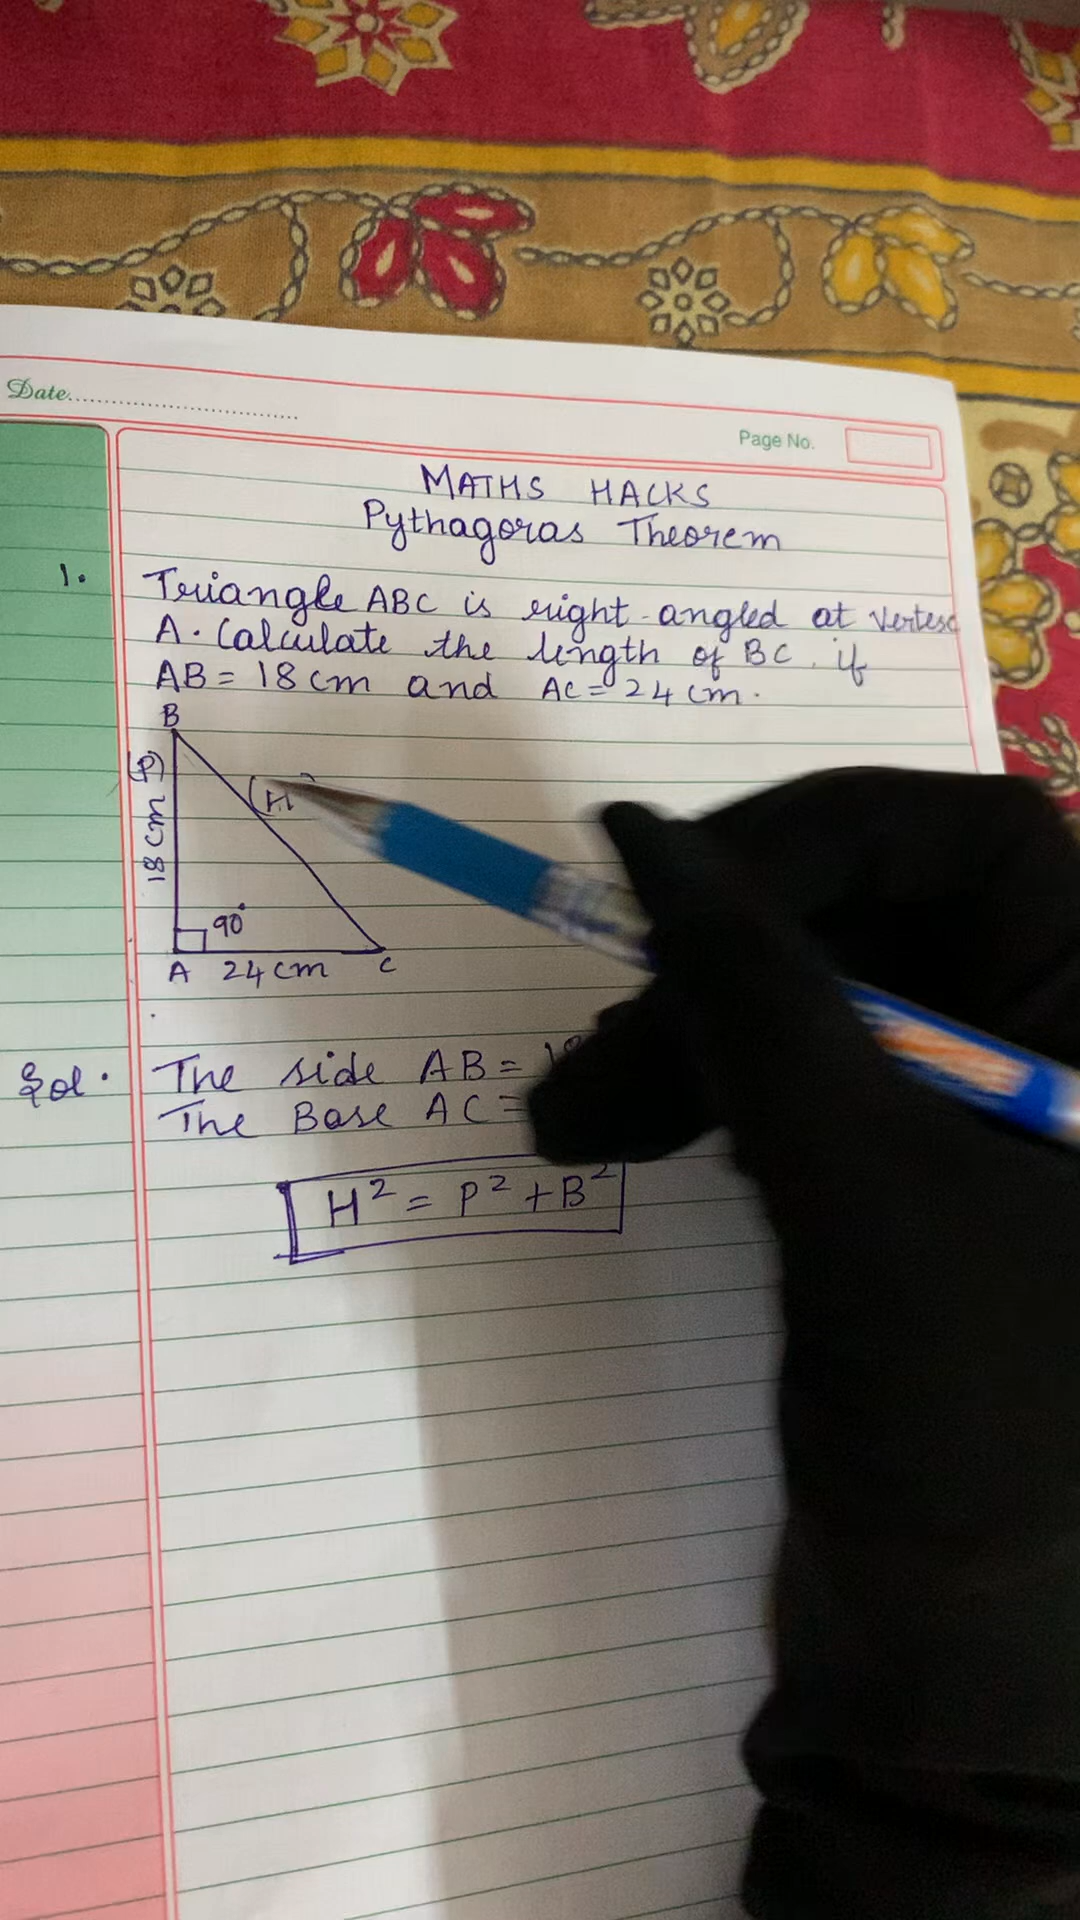 Date
Page No.
MATHS HACKS
Pythagoras Theorem
1. Triangle ABC is right-angled at vertex
A. Calculate the length of BC, if
AB = 18 cm and AC = 24 cm.
B
18 cm (P)
(H
90°
A 24 cm C
Sol. The side AB =
The Base AC =
H² = P² + B²